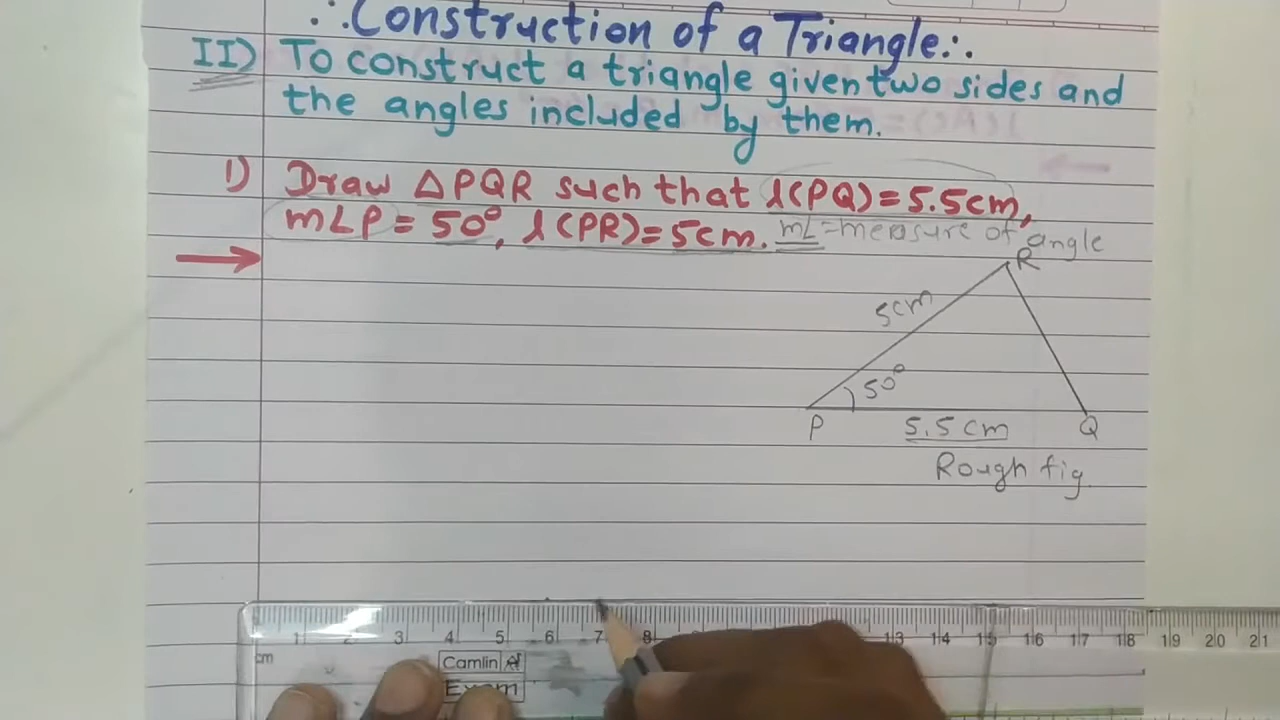 ∴Construction of a Triangle∴
II) To construct a triangle given two sides and
the angles included by them.
1) Draw △PQR such that l(PQ)=5.5cm,
m∠P = 50°, l(PR)=5cm. m∠=measure of angle
R
5cm
50°
P 5.5cm Q
Rough fig.
1 2 3 4 5 6 7 8 13 14 15 16 17 18 19 20 21
cm Camlin
Exam